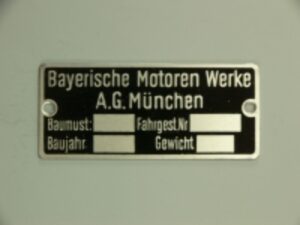 Bayerische Motoren Werke
A.G. München
Baumust: Fahrgest.Nr
Baujahr Gewicht